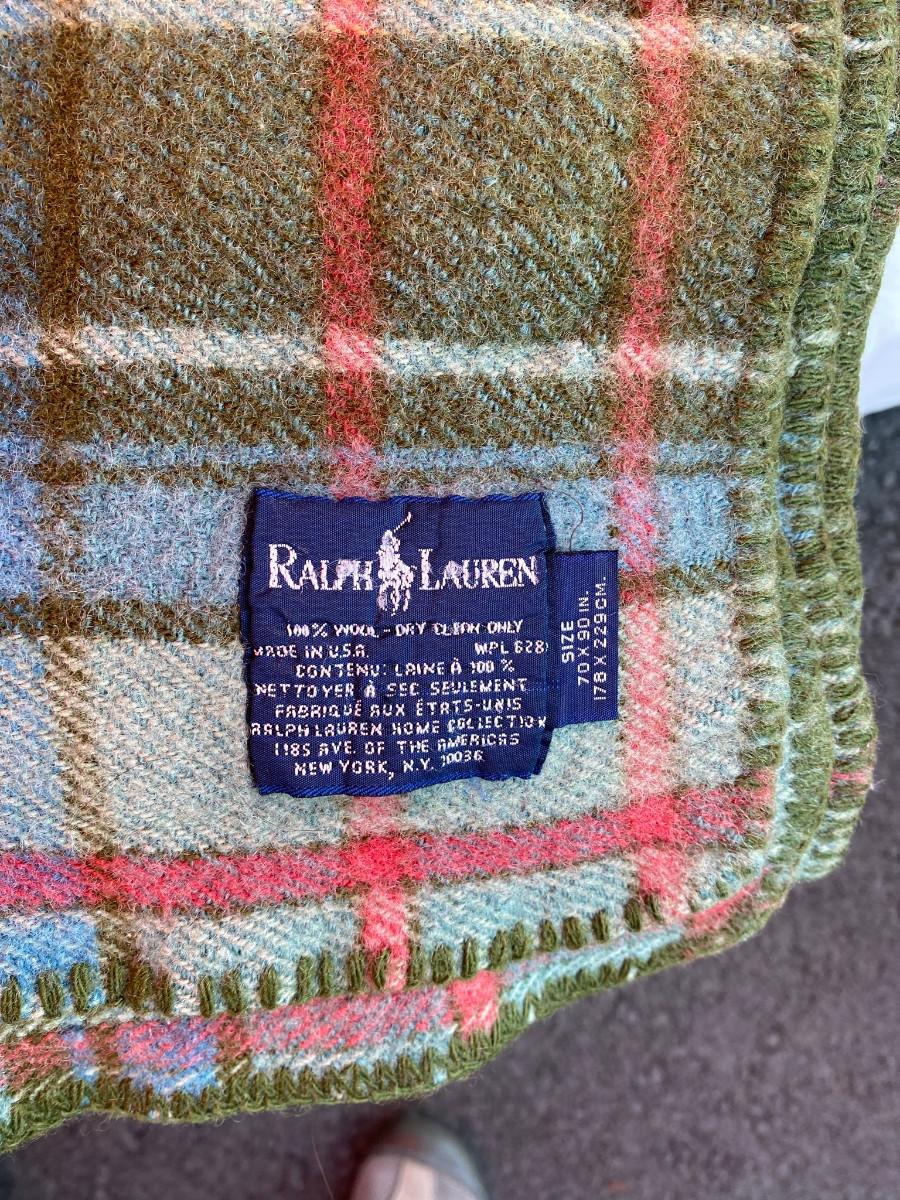 RALPH LAUREN
100% WOOL - DRY CLEAN ONLY
MADE IN U.S.A. WPL 6281
CONTENU: LAINE À 100 %
NETTOYER À SEC SEULEMENT
FABRIQUÉ AUX ÉTATS-UNIS
RALPH LAUREN HOME COLLECTION
1185 AVE. OF THE AMERICAS
NEW YORK, N.Y. 10036
SIZE
70 X 90 IN.
178 X 229 CM.